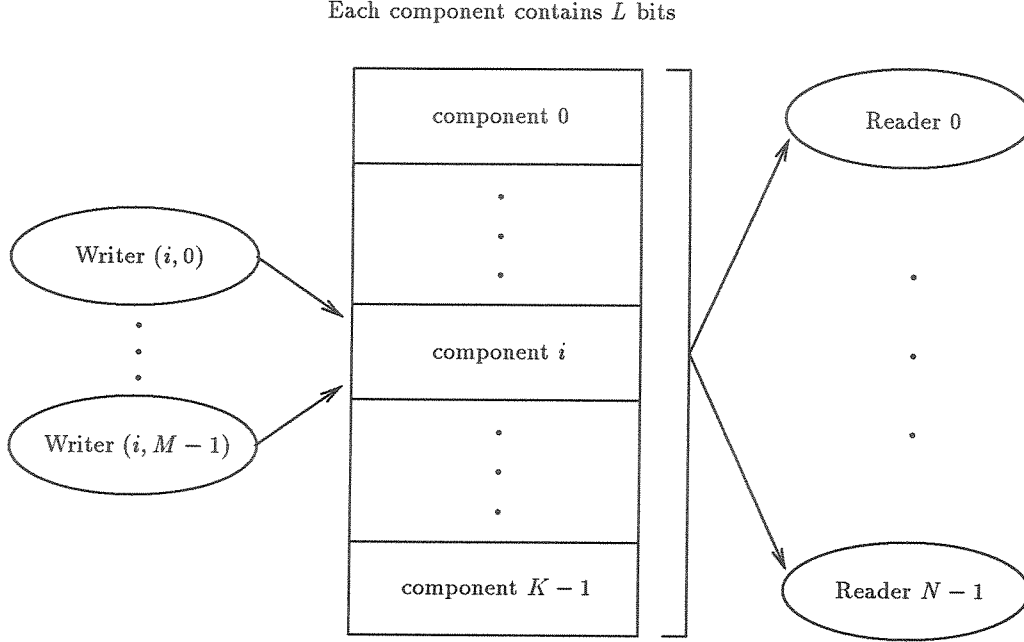 Each component contains L bits
component 0
Reader 0
Writer (i, 0)
component i
Writer (i, M − 1)
component K − 1
Reader N − 1